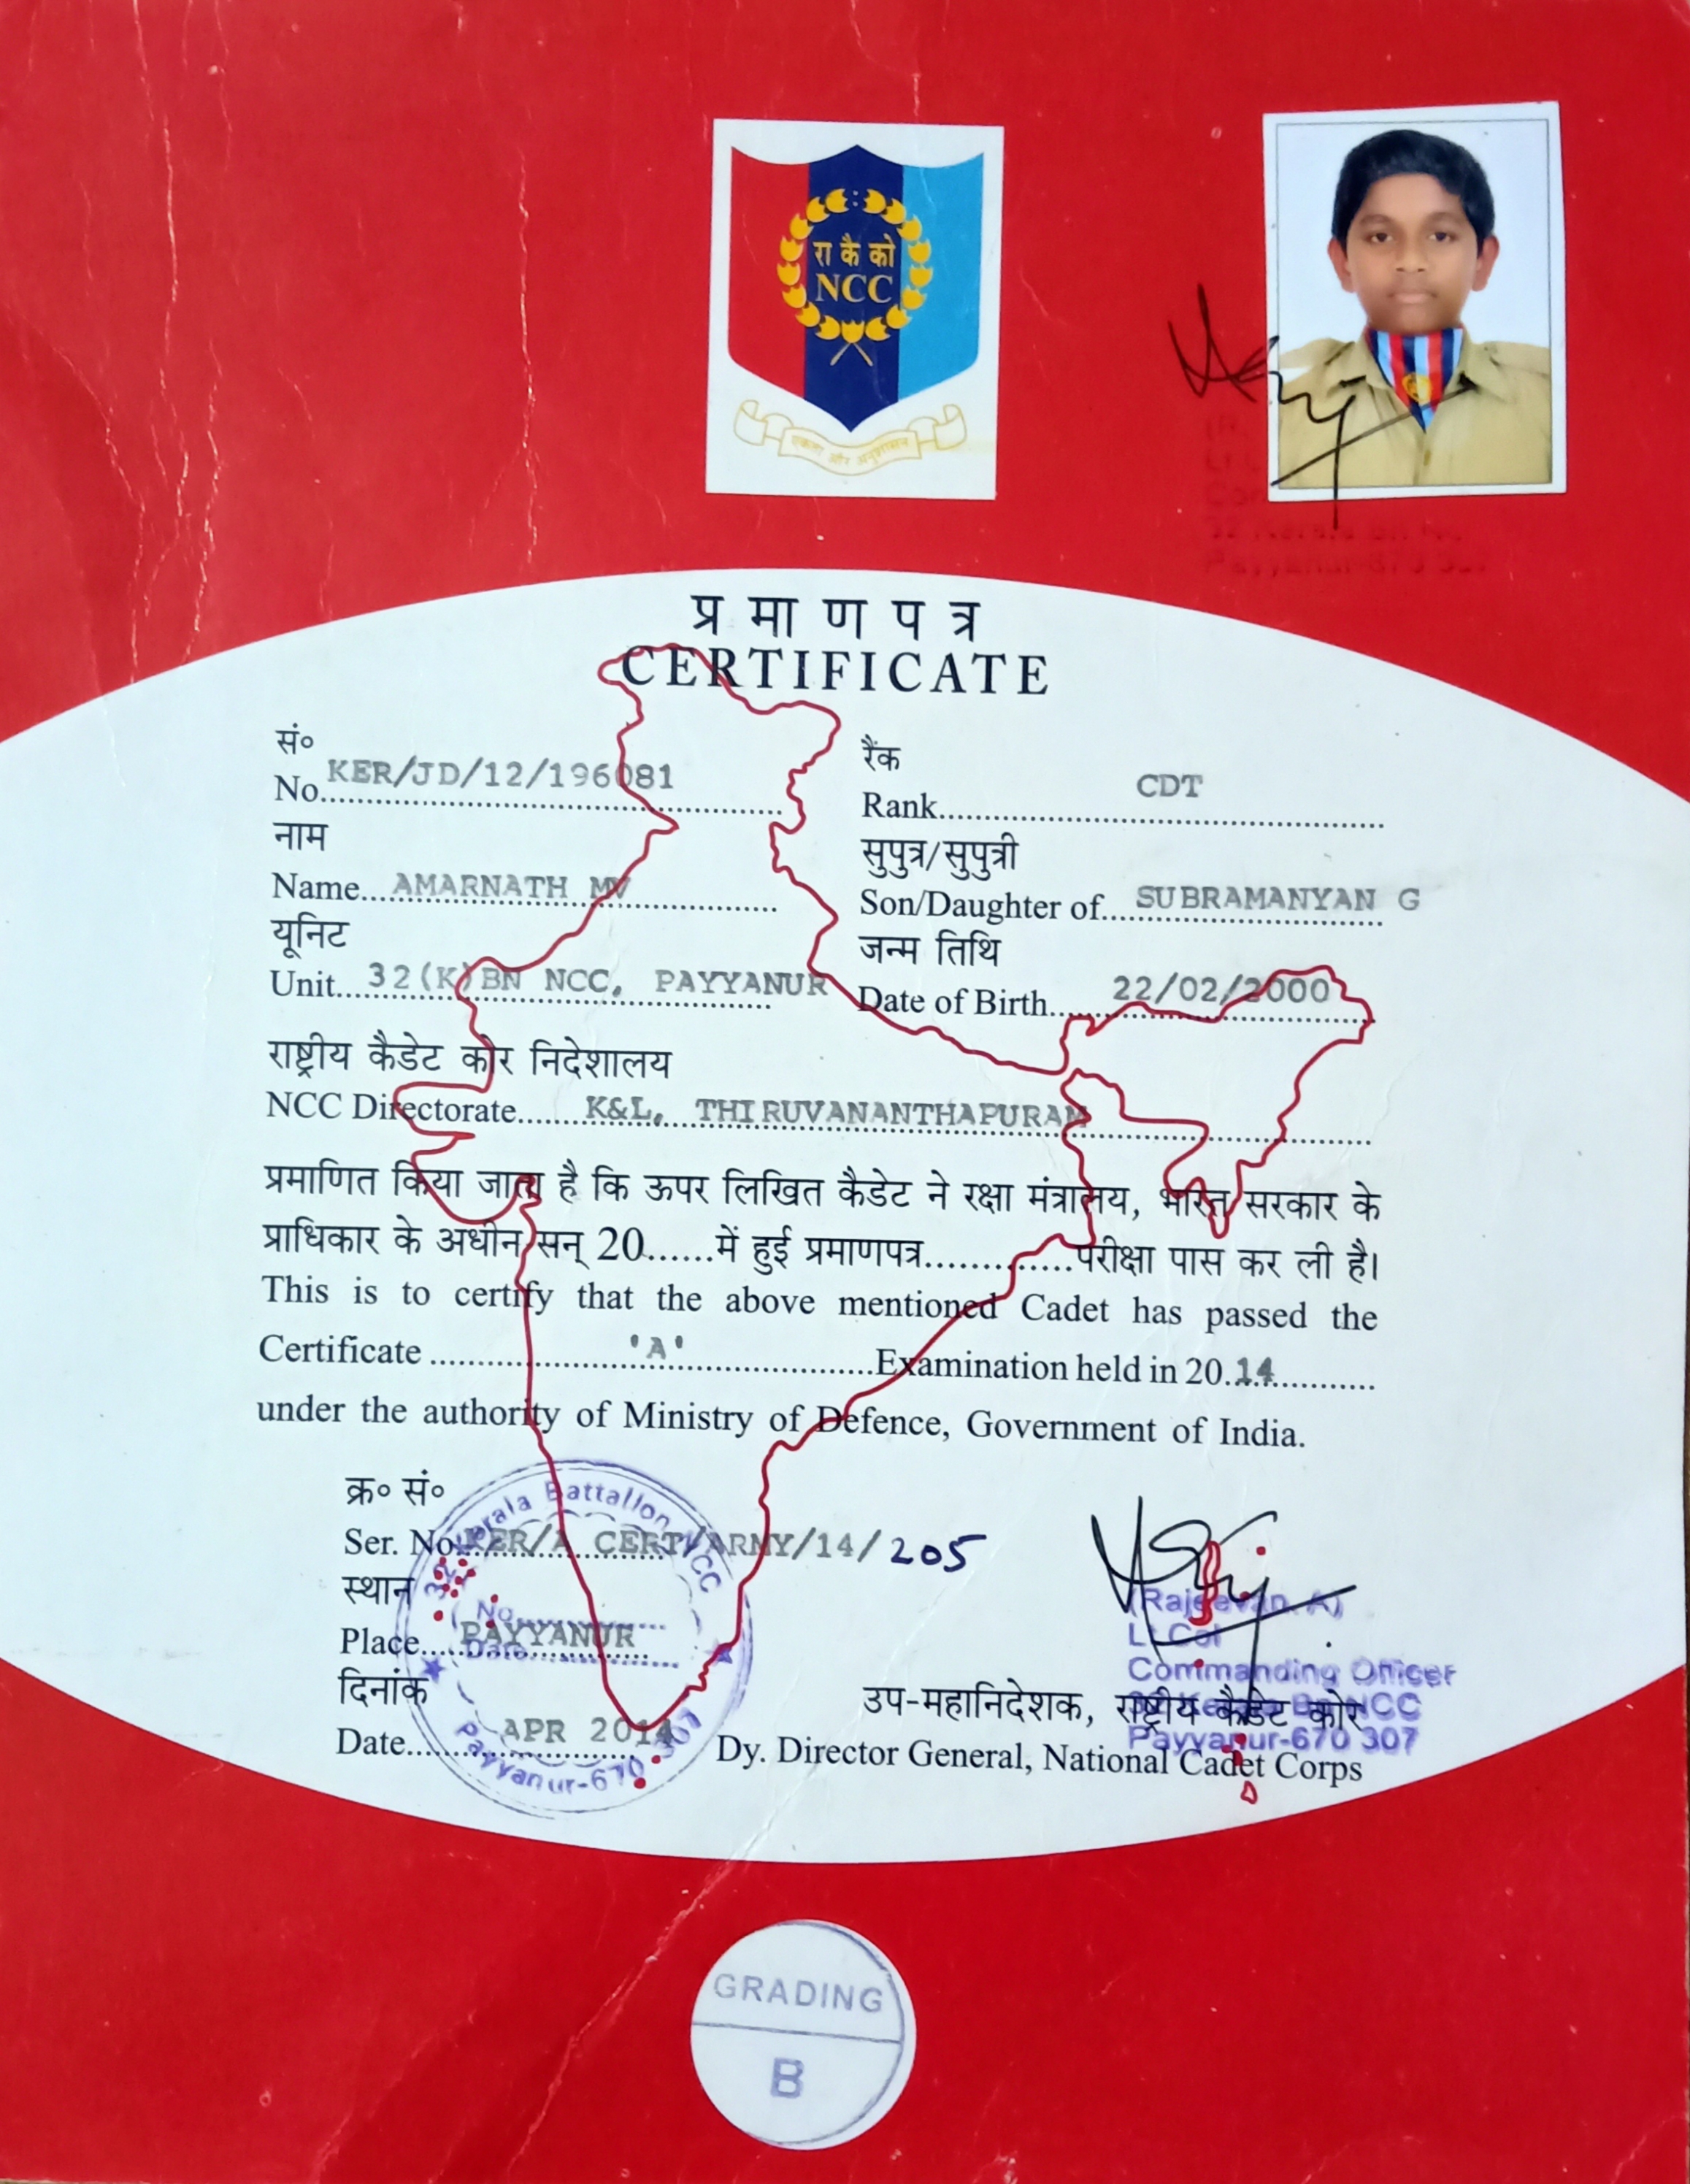 रा कै को
NCC
एकता और अनुशासन
प्रमाणपत्र
CERTIFICATE
सं०
No. KER/JD/12/196081
रैंक
Rank CDT
नाम
Name AMARNATH MV
सुपुत्र/सुपुत्री
Son/Daughter of SUBRAMANYAN G
यूनिट
Unit 32(K)BN NCC, PAYYANUR
जन्म तिथि
Date of Birth 22/02/2000
राष्ट्रीय कैडेट कोर निदेशालय
NCC Directorate K&L, THIRUVANANTHAPURAM
प्रमाणित किया जाता है कि ऊपर लिखित कैडेट ने रक्षा मंत्रालय, भारत सरकार के
प्राधिकार के अधीन सन् 20......में हुई प्रमाणपत्र.............परीक्षा पास कर ली है।
This is to certify that the above mentioned Cadet has passed the
Certificate 'A' Examination held in 20.14
under the authority of Ministry of Defence, Government of India.
क्र० सं०
Ser. No. KER/A CERT/ARMY/14/205
स्थान
Place PAYYANUR
दिनांक
Date APR 2014
32 Kerala Battalion NCC
No
Date
Payyanur-670 307
(Rajeevan A)
Lt Col
Commanding Officer
32 Kerala Bn NCC
Payyanur-670 307
उप-महानिदेशक, राष्ट्रीय कैडेट कोर
Dy. Director General, National Cadet Corps
GRADING
B